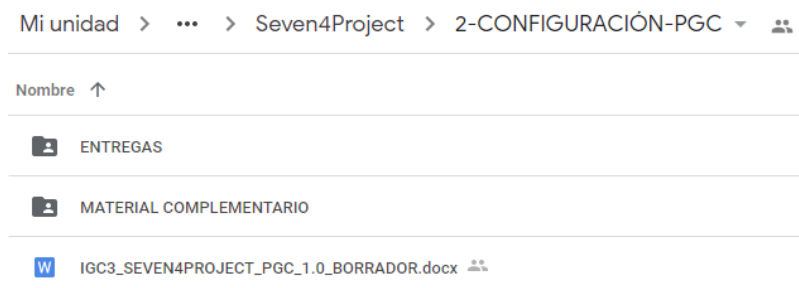 Mi unidad > ••• > Seven4Project > 2-CONFIGURACIÓN-PGC
Nombre ↑
ENTREGAS
MATERIAL COMPLEMENTARIO
W IGC3_SEVEN4PROJECT_PGC_1.0_BORRADOR.docx